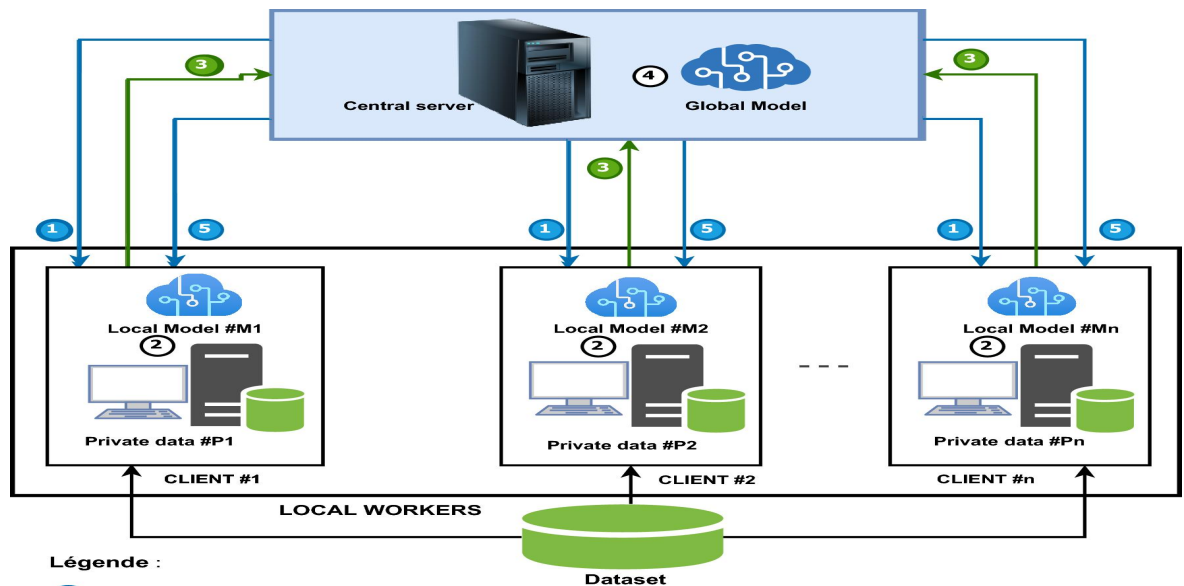 3
4
3
Central server
Global Model
3
1
5
1
5
1
5
Local Model #M1
Local Model #M2
Local Model #Mn
2
2
2
Private data #P1
Private data #P2
Private data #Pn
CLIENT #1
CLIENT #2
CLIENT #n
LOCAL WORKERS
Légende :
Dataset